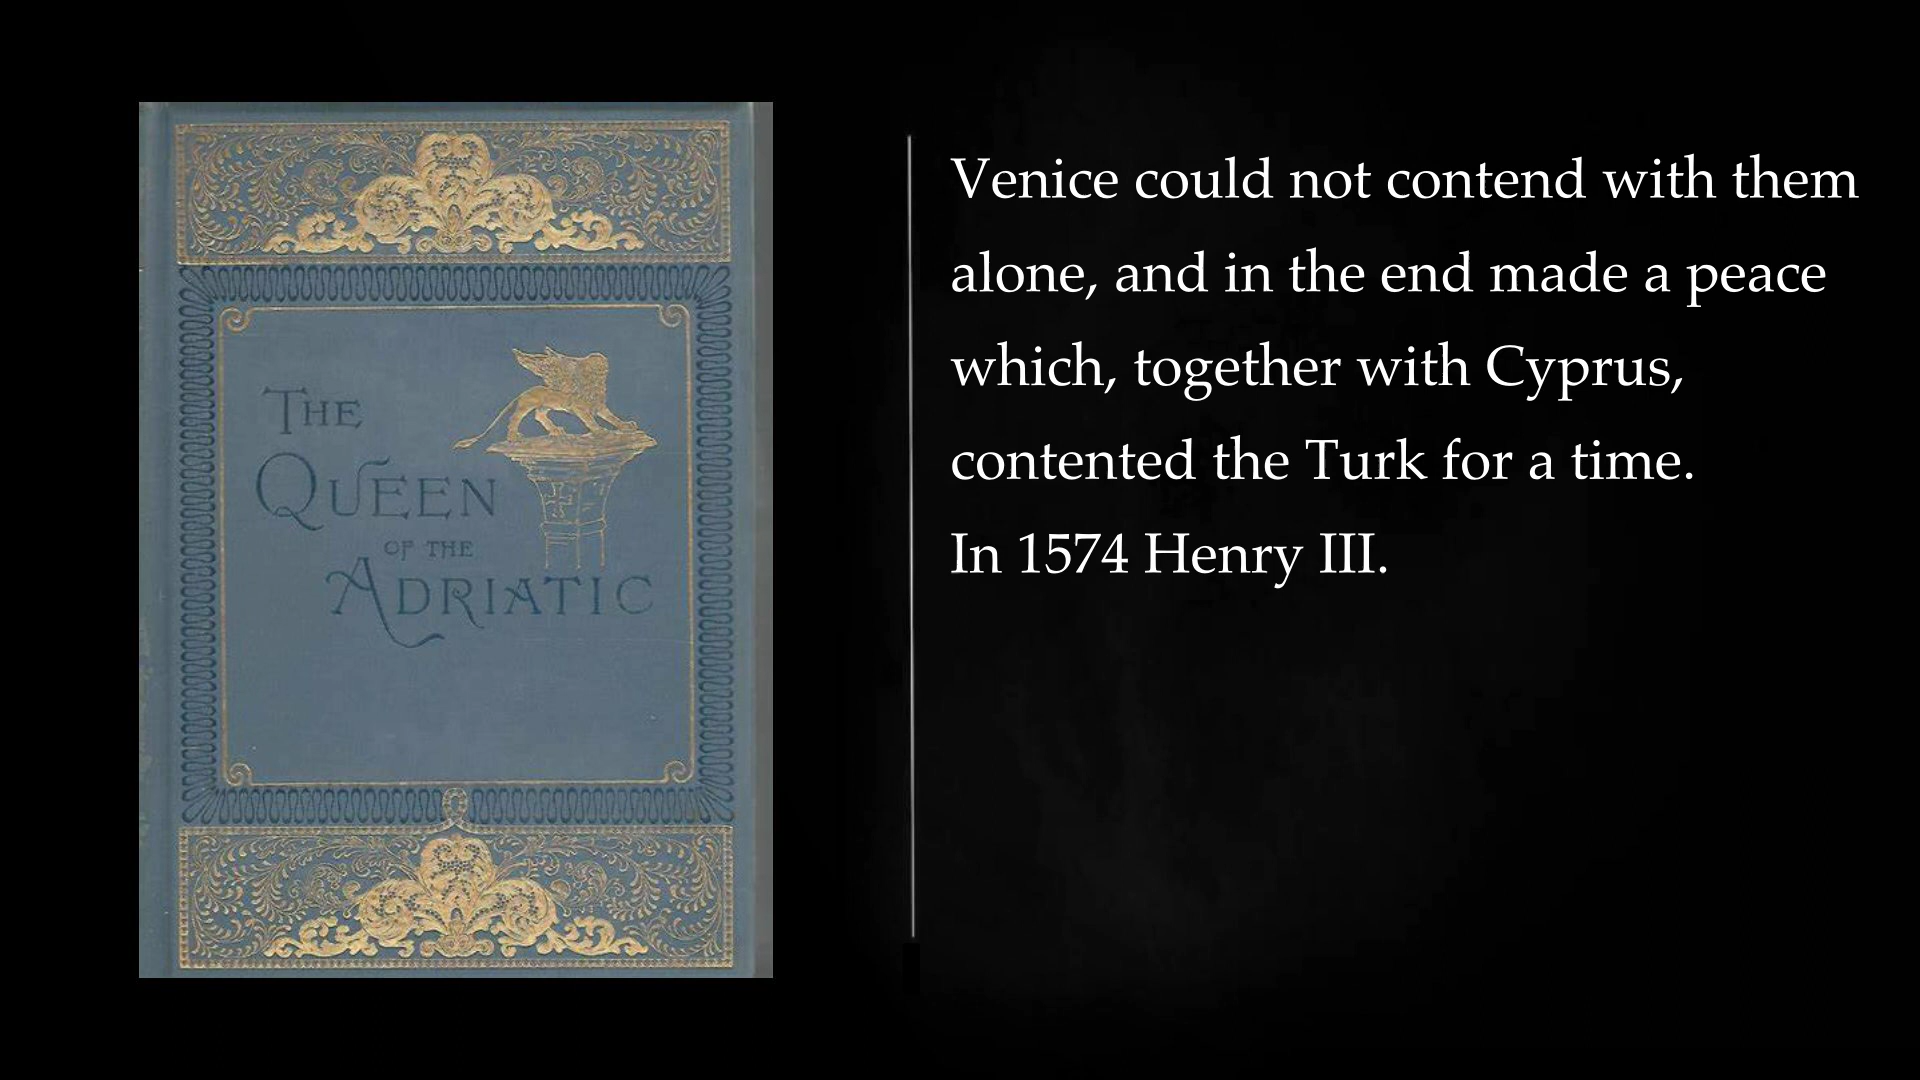 THE
QUEEN
OF THE
ADRIATIC
Venice could not contend with them
alone, and in the end made a peace
which, together with Cyprus,
contented the Turk for a time.
In 1574 Henry III.